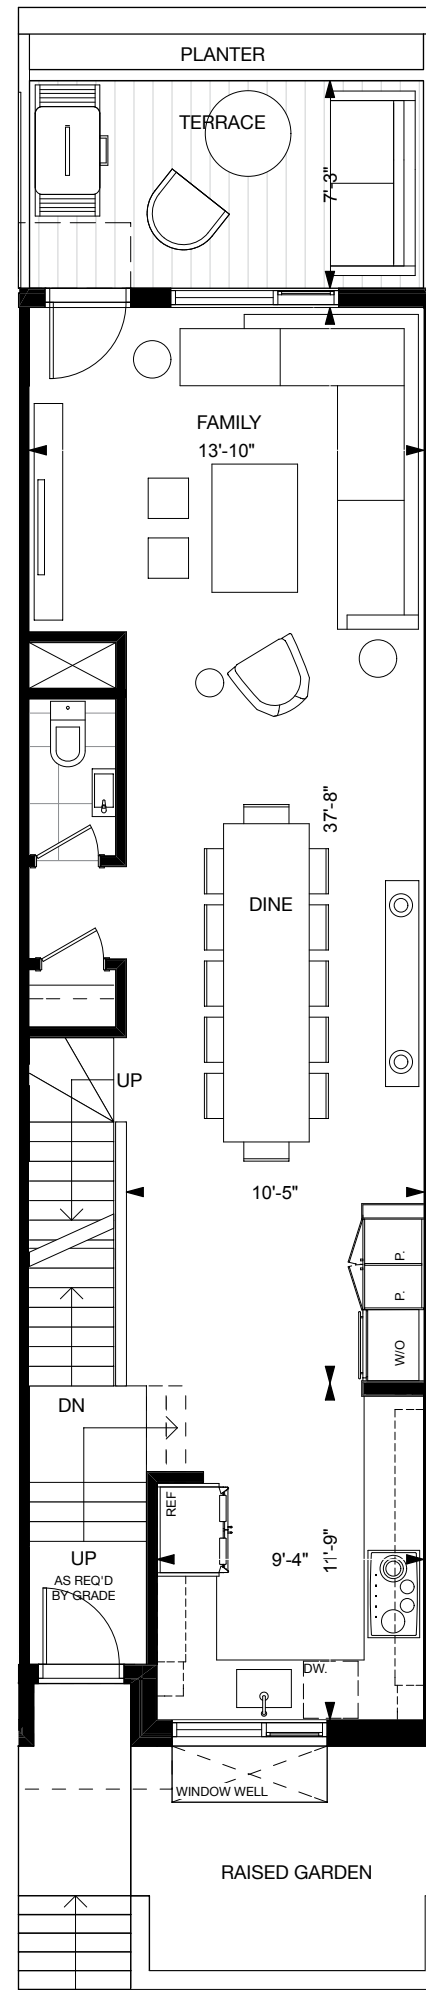 PLANTER
TERRACE
7'-3"
FAMILY
13'-10"
37'-8"
DINE
UP
10'-5"
P.
P.
W/O
DN
REF
UP
AS REQ'D
BY GRADE
9'-4"
11'-9"
DW.
WINDOW WELL
RAISED GARDEN